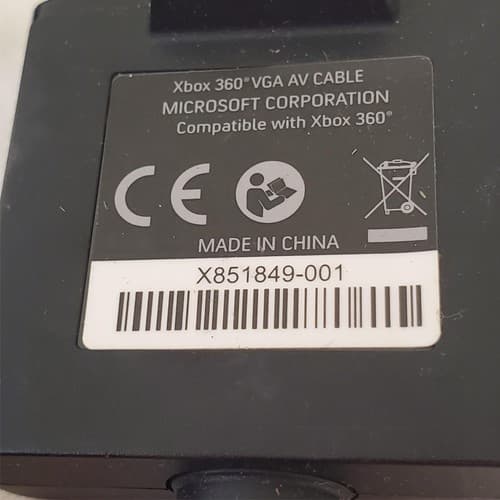 Xbox 360® VGA AV CABLE
MICROSOFT CORPORATION
Compatible with Xbox 360®
CE
MADE IN CHINA
X851849-001